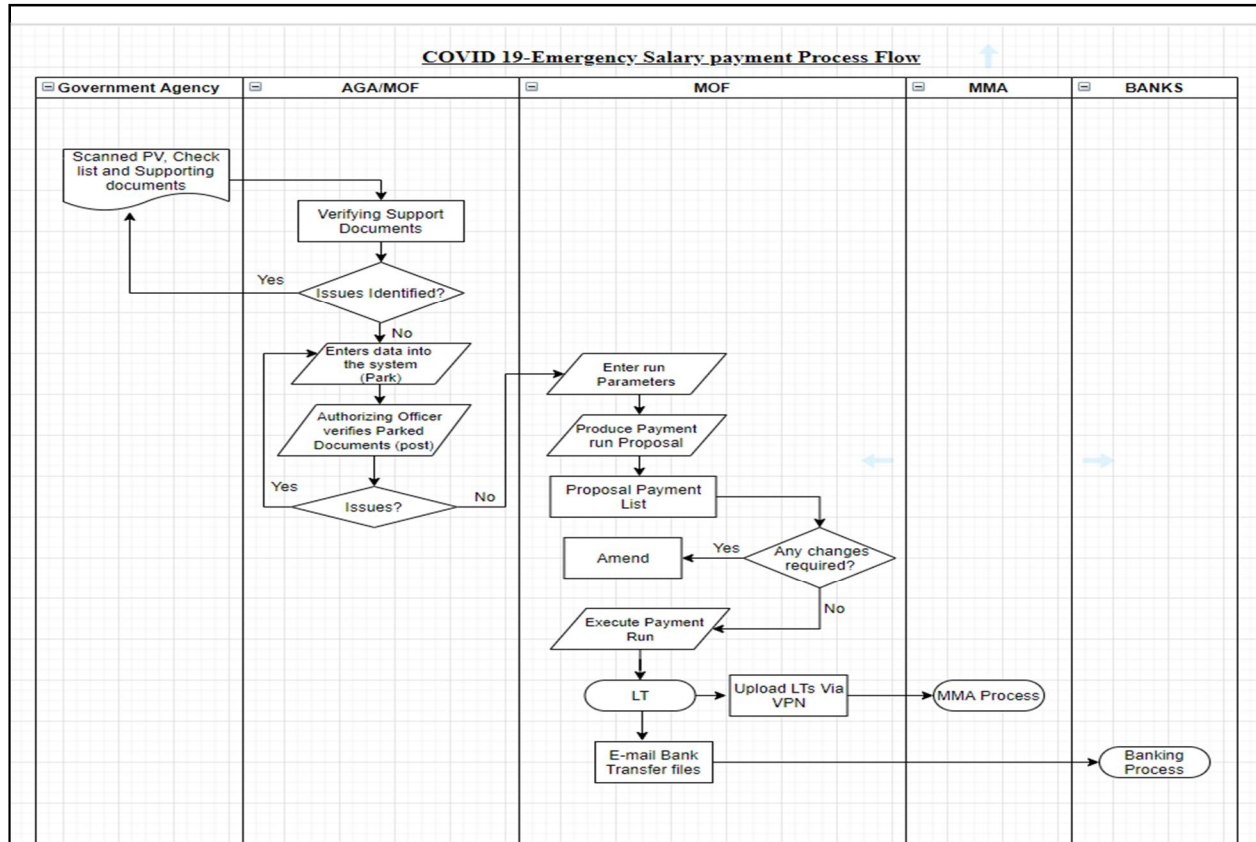 COVID 19-Emergency Salary payment Process Flow
Government Agency
AGA/MOF
MOF
MMA
BANKS
Scanned PV, Check
list and Supporting
documents
Verifying Support
Documents
Yes
Issues Identified?
No
Enters data into
the system
(Park)
Authorizing Officer
verifies Parked
Documents (post)
Yes
Issues?
No
Enter run
Parameters
Produce Payment
run Proposal
Proposal Payment
List
Amend
Yes
Any changes
required?
No
Execute Payment
Run
LT
Upload LTs Via
VPN
MMA Process
E-mail Bank
Transfer files
Banking
Process